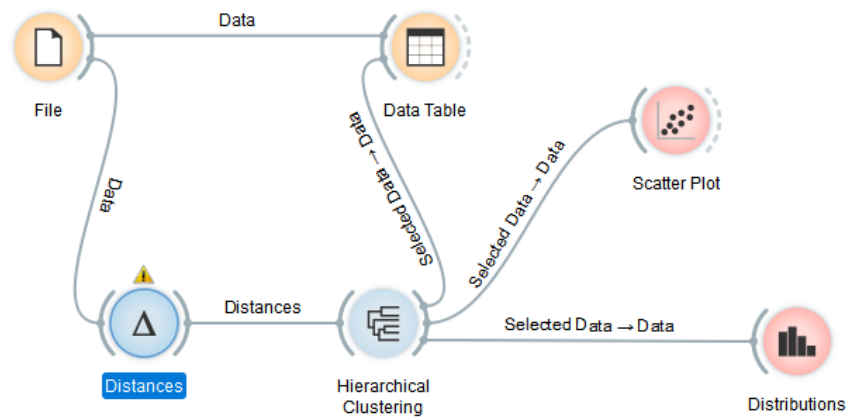 Data
File
Data Table
Data
Selected Data → Data
Selected Data → Data
Scatter Plot
Distances
Selected Data → Data
Δ
Distances
Hierarchical
Clustering
Distributions